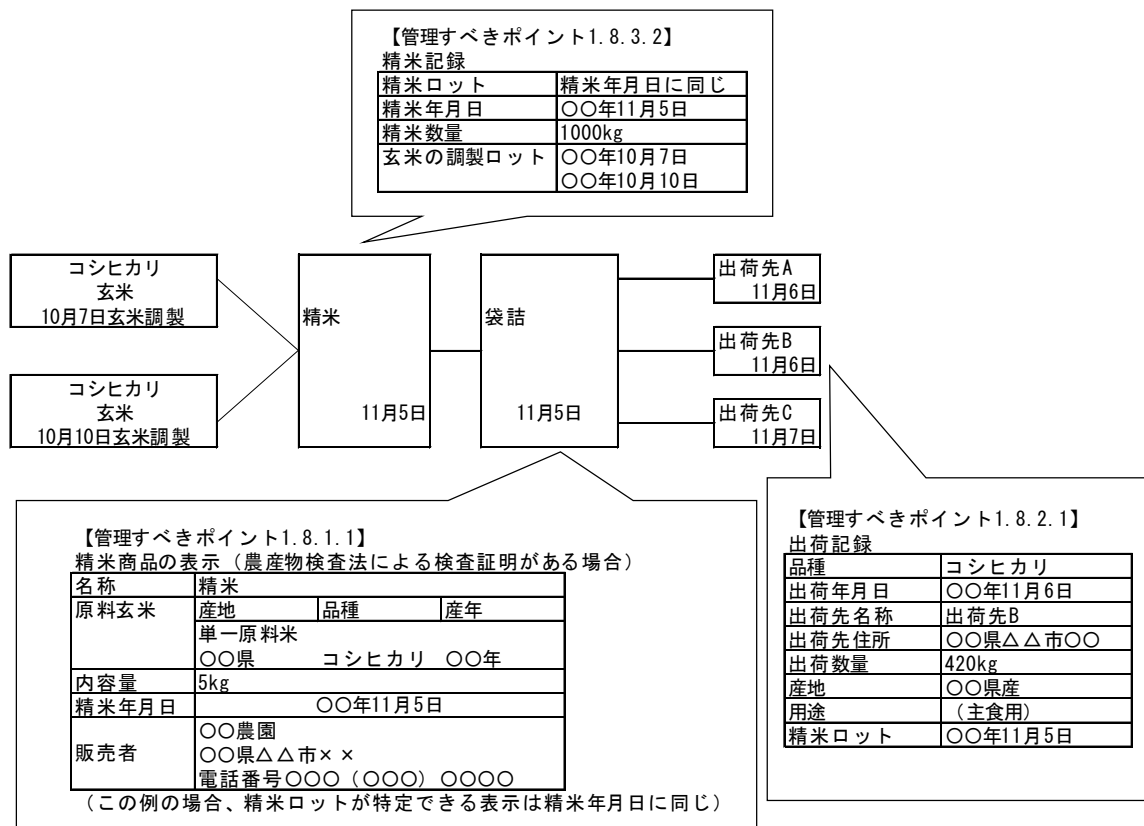 【管理すべきポイント1.8.3.2】
精米記録
精米ロット 精米年月日に同じ
精米年月日 〇〇年11月5日
精米数量 1000kg
玄米の調製ロット 〇〇年10月7日
〇〇年10月10日
コシヒカリ
玄米
10月7日玄米調製
コシヒカリ
玄米
10月10日玄米調製
精米
11月5日
袋詰
11月5日
出荷先A
11月6日
出荷先B
11月6日
出荷先C
11月7日
【管理すべきポイント1.8.1.1】
精米商品の表示（農産物検査法による検査証明がある場合）
名称 精米
原料玄米 産地 品種 産年
単一原料米
〇〇県 コシヒカリ 〇〇年
内容量 5kg
精米年月日 〇〇年11月5日
販売者 〇〇農園
〇〇県△△市××
電話番号〇〇〇（〇〇〇）〇〇〇〇
（この例の場合、精米ロットが特定できる表示は精米年月日に同じ）
【管理すべきポイント1.8.2.1】
出荷記録
品種 コシヒカリ
出荷年月日 〇〇年11月6日
出荷先名称 出荷先B
出荷先住所 〇〇県△△市〇〇
出荷数量 420kg
産地 〇〇県産
用途 （主食用）
精米ロット 〇〇年11月5日